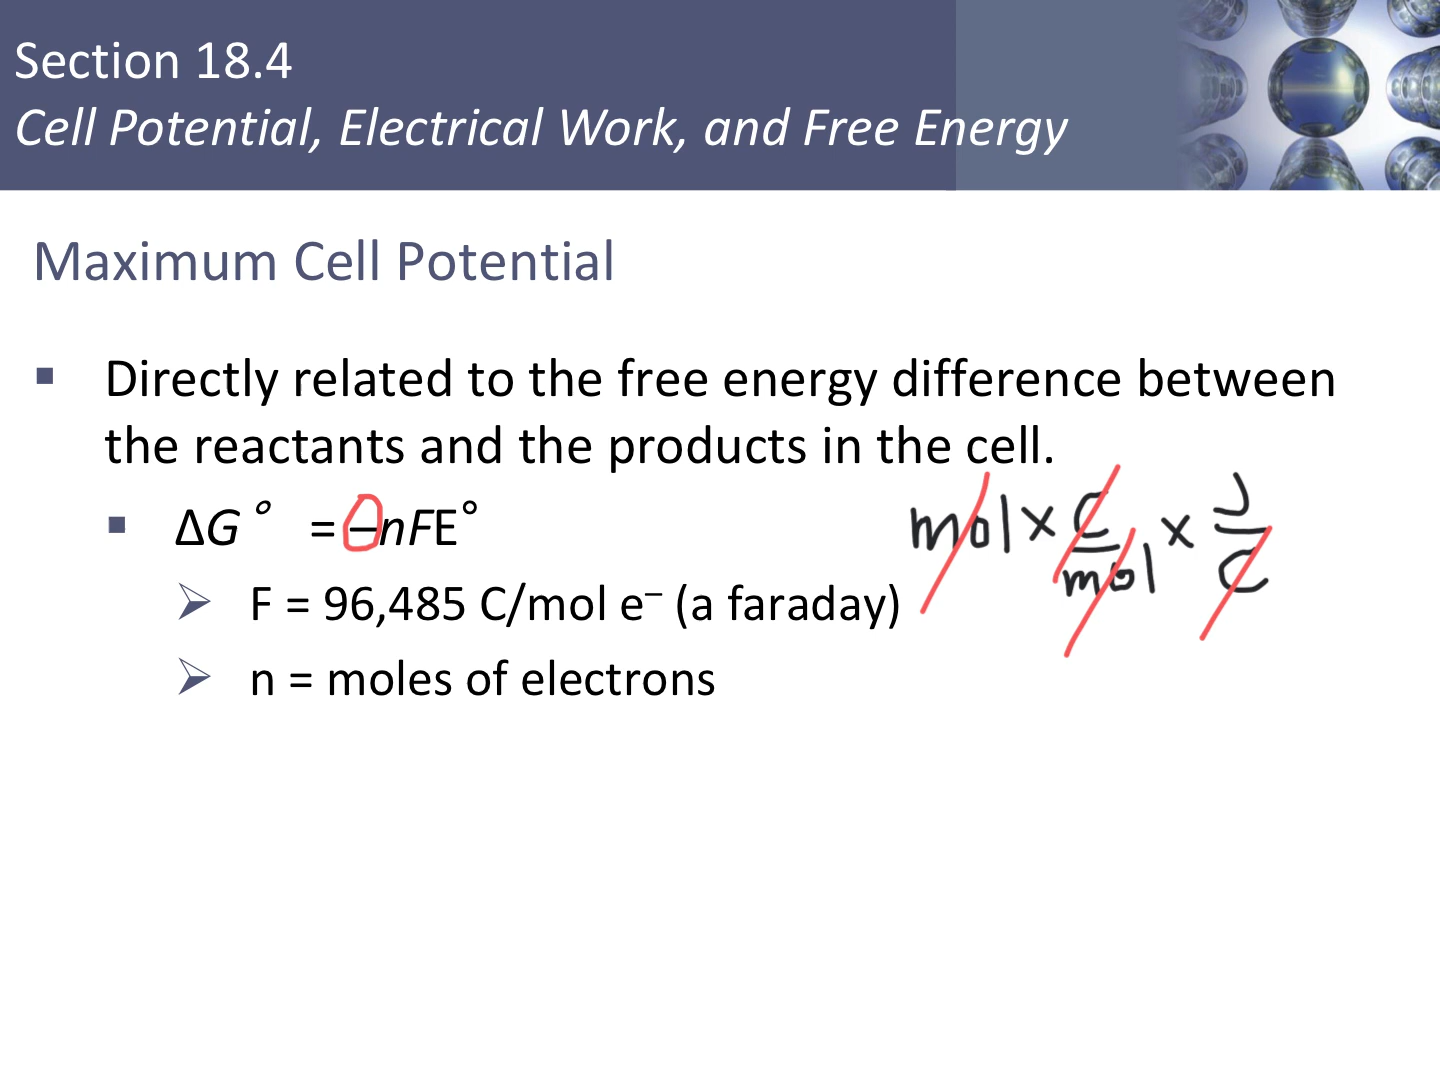 Section 18.4
Cell Potential, Electrical Work, and Free Energy
Maximum Cell Potential
▪ Directly related to the free energy difference between
the reactants and the products in the cell.
▪ ΔG° = –nFE°
➢ F = 96,485 C/mol e⁻ (a faraday)
➢ n = moles of electrons
mol × C/mol × J/C